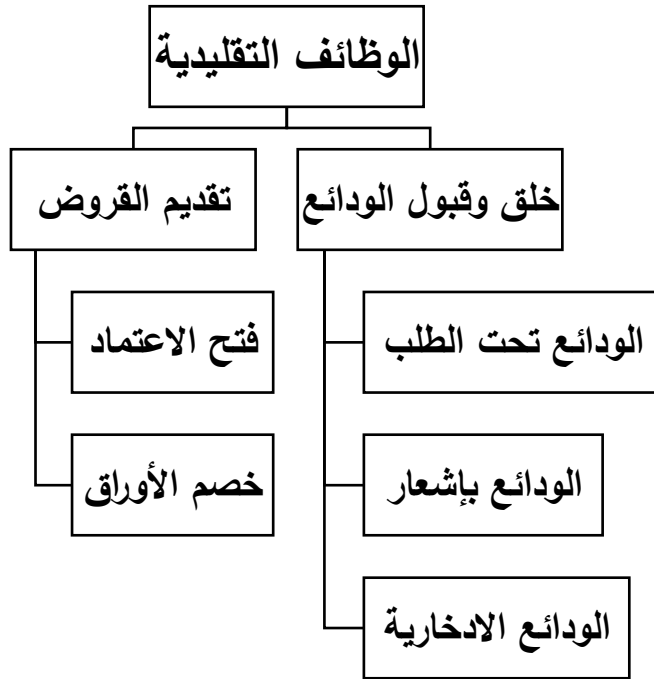 الوظائف التقليدية
خلق وقبول الودائع
الودائع تحت الطلب
الودائع بإشعار
الودائع الادخارية
تقديم القروض
فتح الاعتماد
خصم الأوراق